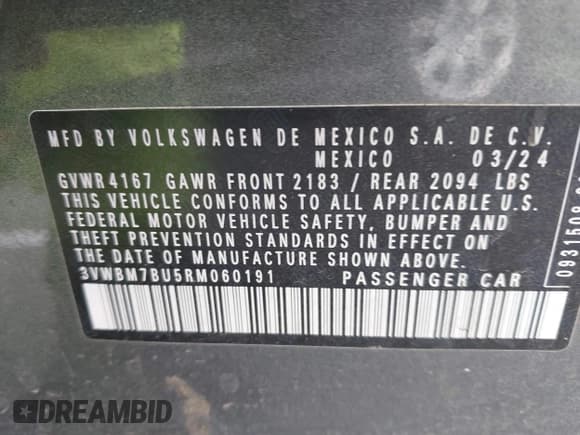 MFD BY VOLKSWAGEN DE MEXICO S.A. DE C.V.
MEXICO 03/24
GVWR4167 GAWR FRONT 2183 / REAR 2094 LBS
THIS VEHICLE CONFORMS TO ALL APPLICABLE U.S.
FEDERAL MOTOR VEHICLE SAFETY, BUMPER AND
THEFT PREVENTION STANDARDS IN EFFECT ON
THE DATE OF MANUFACTURE SHOWN ABOVE.
3VWBM7BU5RM060191 PASSENGER CAR
0931509
DREAMBID